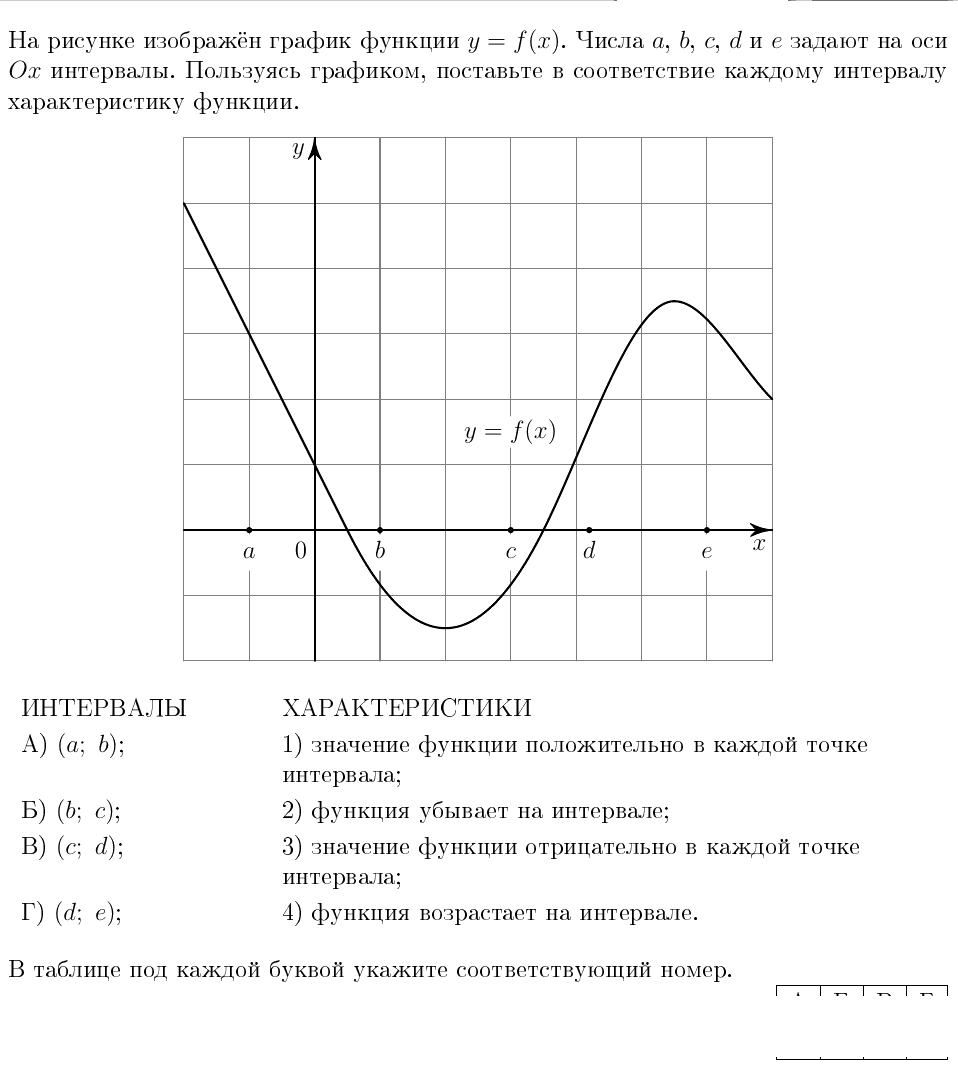 На рисунке изображён график функции y = f(x). Числа a, b, c, d и e задают на оси
Ox интервалы. Пользуясь графиком, поставьте в соответствие каждому интервалу
характеристику функции.
y
y = f(x)
a 0 b c d e x
ИНТЕРВАЛЫ ХАРАКТЕРИСТИКИ
А) (a; b); 1) значение функции положительно в каждой точке
интервала;
Б) (b; c); 2) функция убывает на интервале;
В) (c; d); 3) значение функции отрицательно в каждой точке
интервала;
Г) (d; e); 4) функция возрастает на интервале.
В таблице под каждой буквой укажите соответствующий номер.